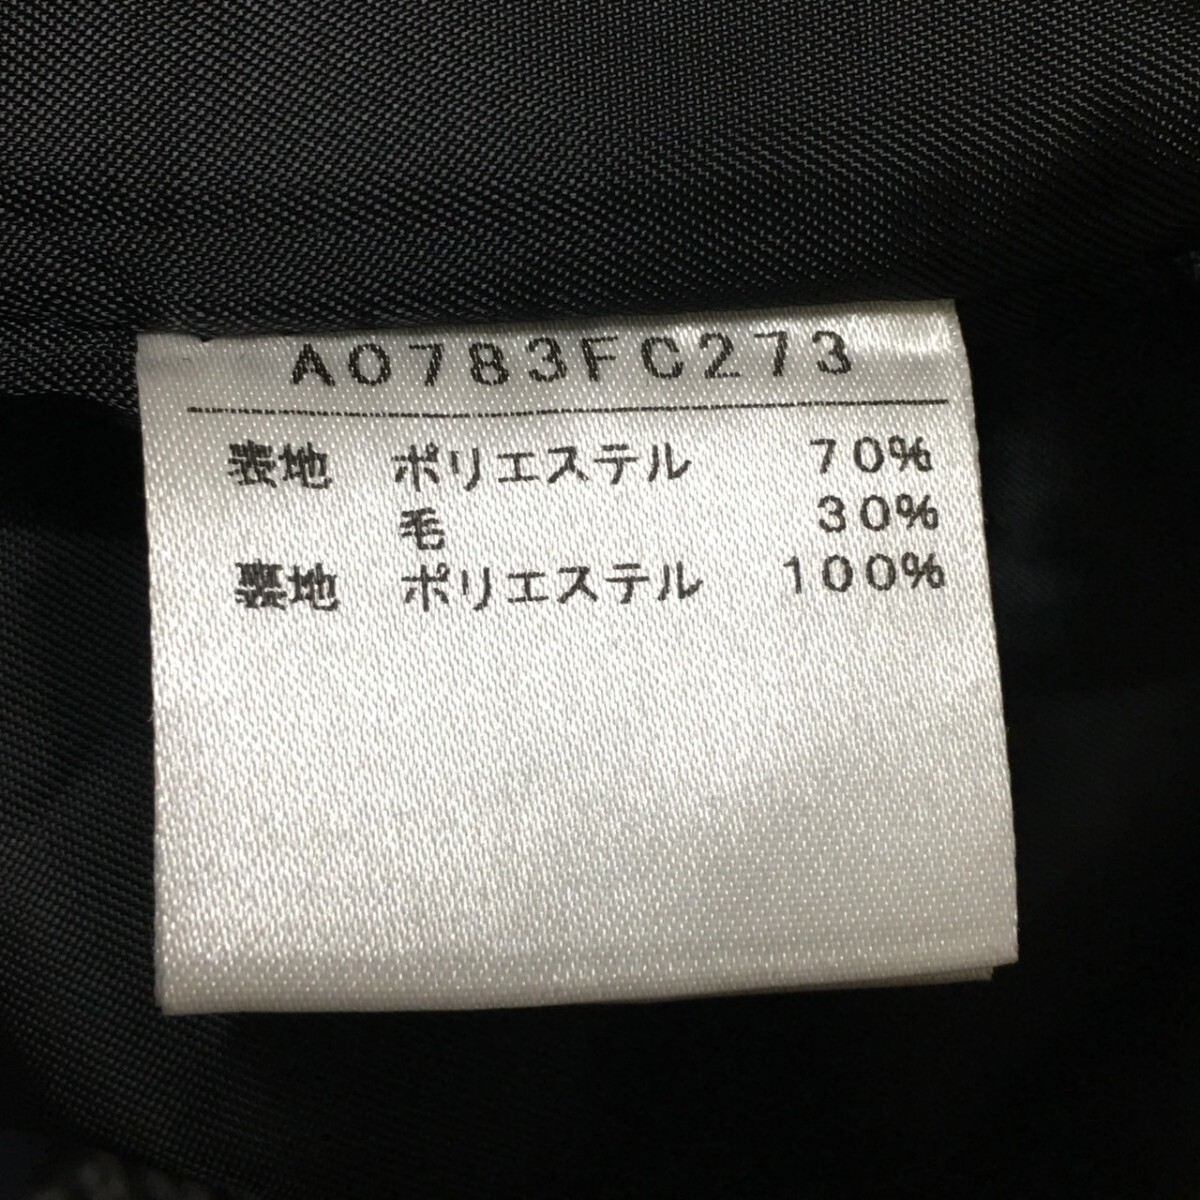 A0783FC273
表地 ポリエステル 70%
毛 30%
裏地 ポリエステル 100%